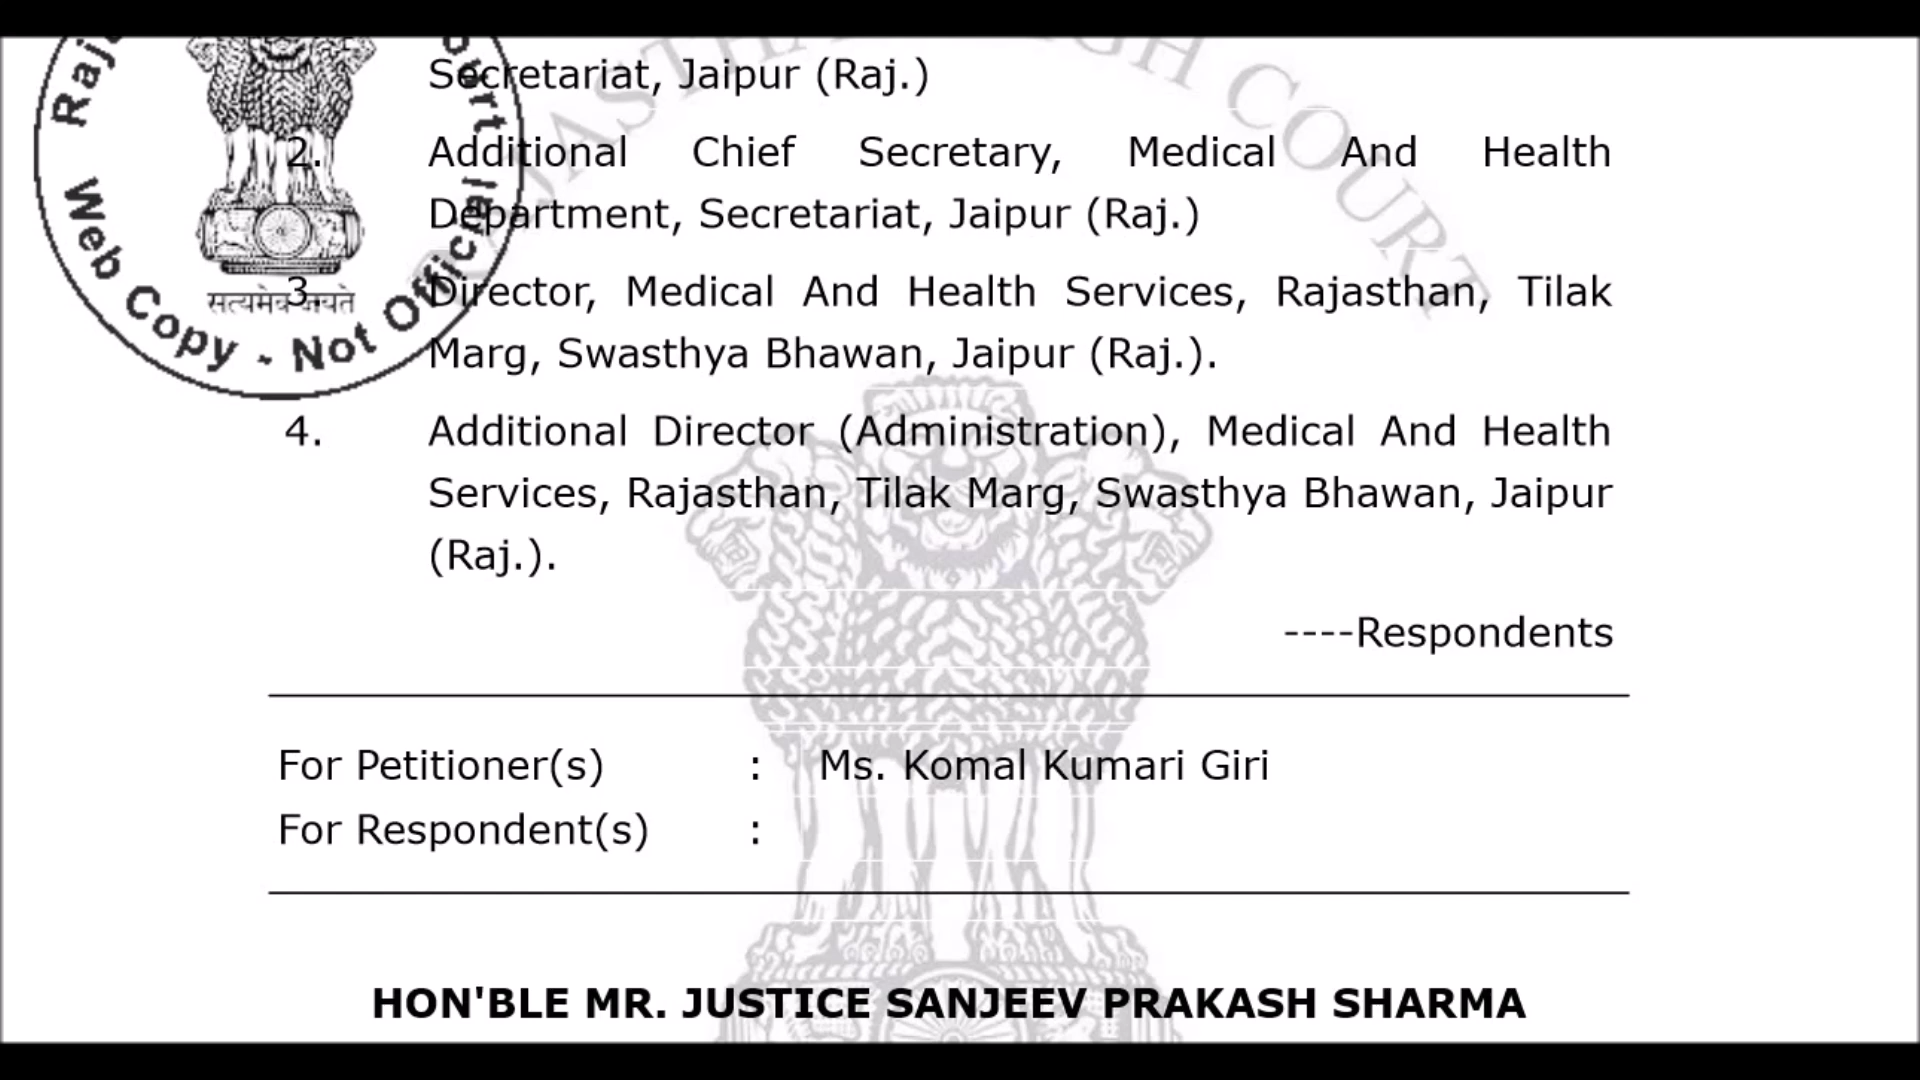 Secretariat, Jaipur (Raj.)
2. Additional Chief Secretary, Medical And Health
Department, Secretariat, Jaipur (Raj.)
3. Director, Medical And Health Services, Rajasthan, Tilak
Marg, Swasthya Bhawan, Jaipur (Raj.).
4. Additional Director (Administration), Medical And Health
Services, Rajasthan, Tilak Marg, Swasthya Bhawan, Jaipur
(Raj.).
----Respondents
For Petitioner(s) : Ms. Komal Kumari Giri
For Respondent(s) :
HON'BLE MR. JUSTICE SANJEEV PRAKASH SHARMA
सत्यमेव जयते
Web Copy - Not Official
COURT